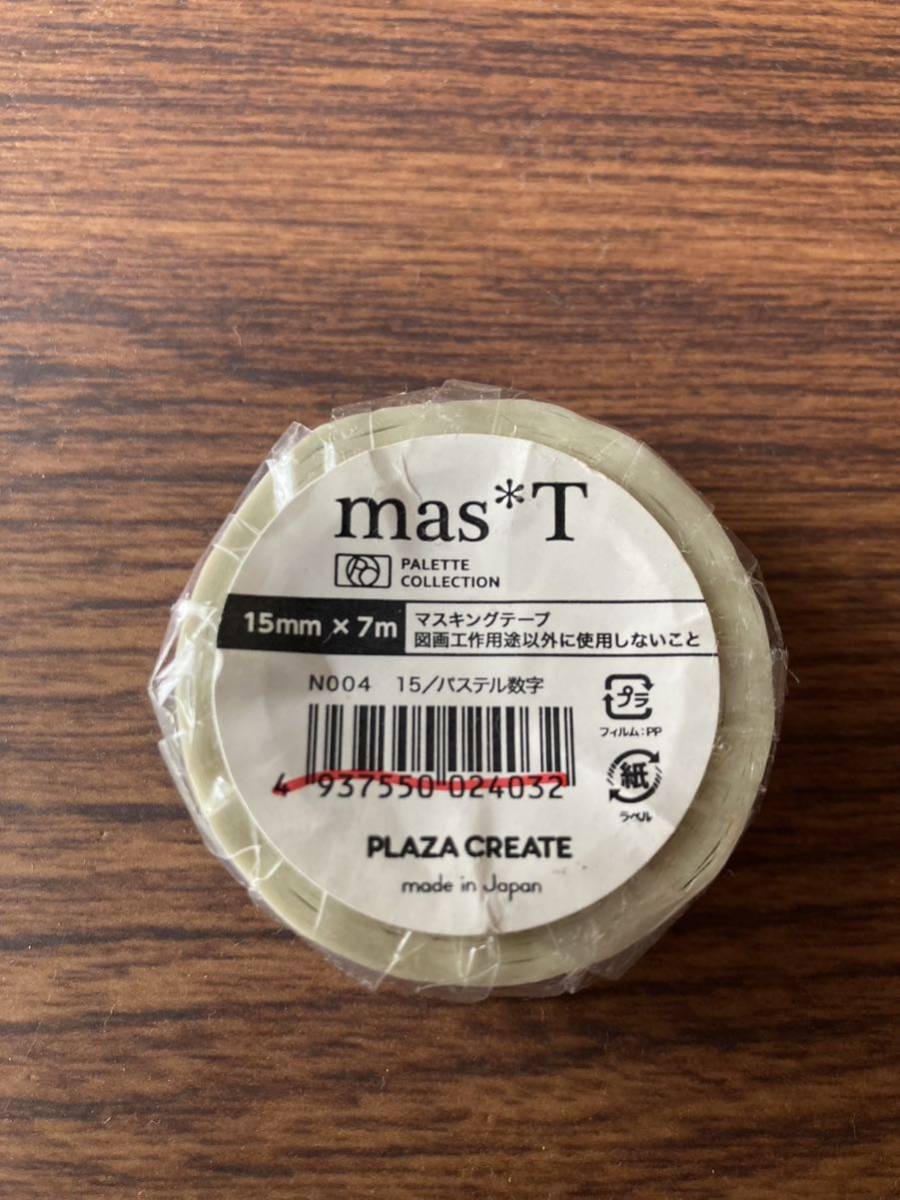 mas*T
PALETTE
COLLECTION
15mm × 7m
マスキングテープ
図画工作用途以外に使用しないこと
N004 15/パステル数字
プラ
フィルム:PP
紙
ラベル
4 937550 024032
PLAZA CREATE
made in Japan